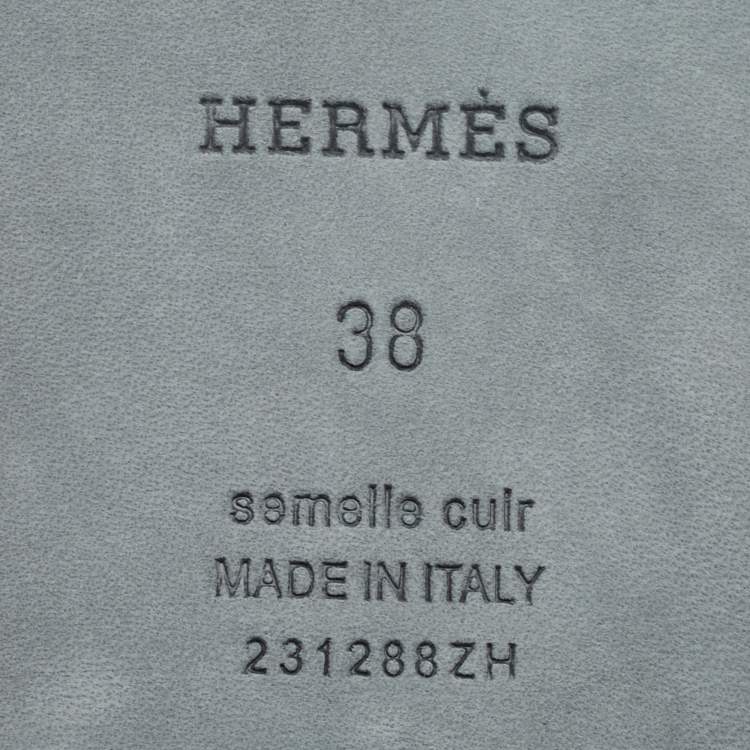 HERMÈS
38
semelle cuir
MADE IN ITALY
231288ZH